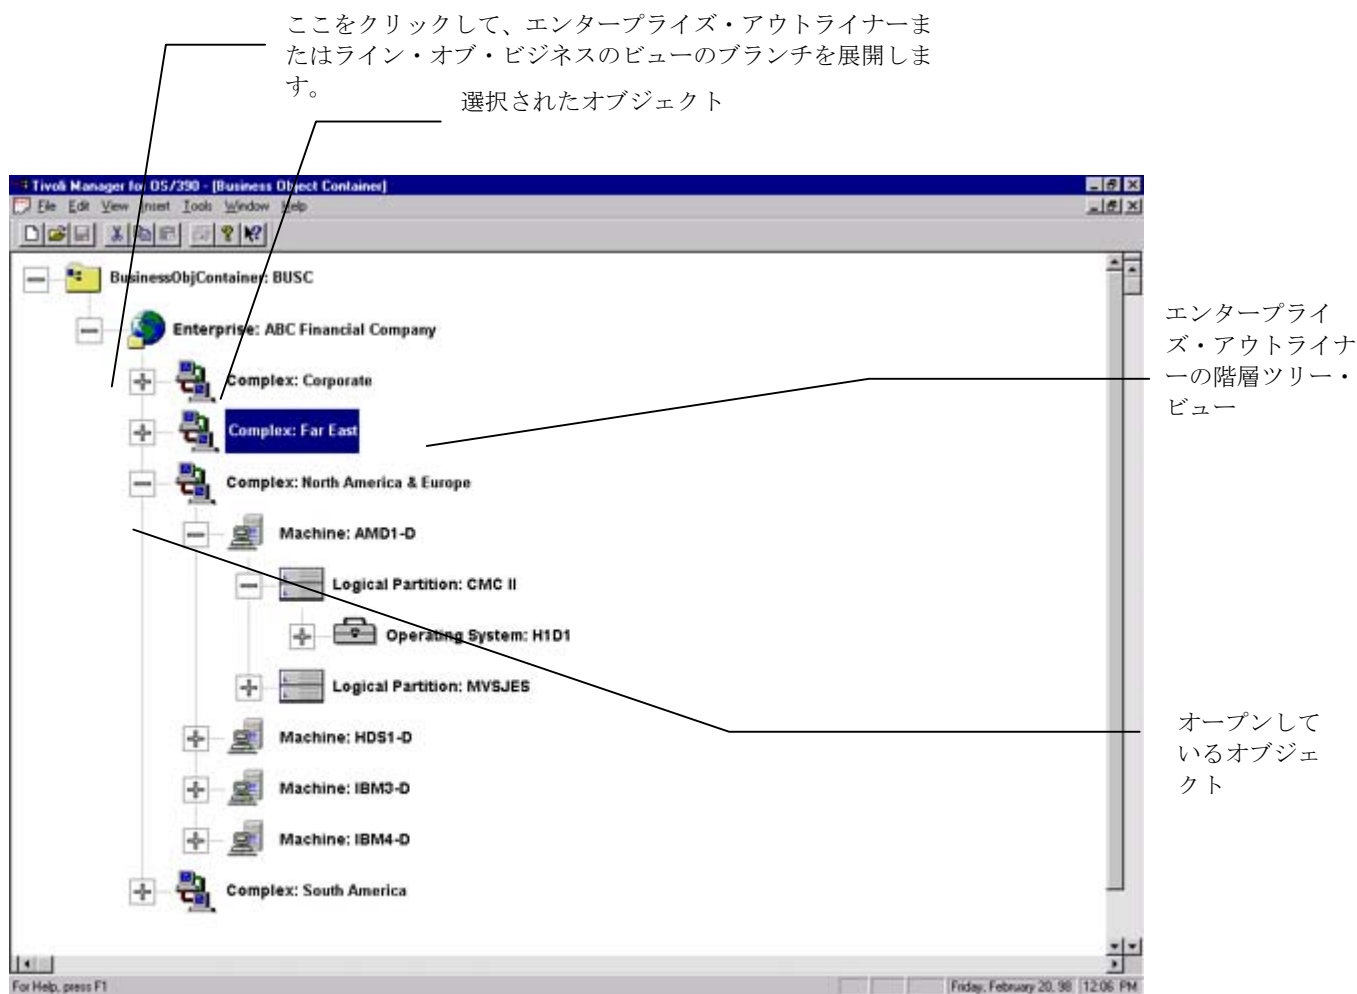 ここをクリックして、エンタープライズ・アウトライナーま
たはライン・オブ・ビジネスのビューのブランチを展開しま
す。
選択されたオブジェクト
Tivoli Manager for OS/390 - [Business Object Container]
File Edit View Insert Tools Window Help
BusinessObjContainer: BUSC
Enterprise: ABC Financial Company
Complex: Corporate
Complex: Far East
Complex: North America & Europe
Machine: AMD1-D
Logical Partition: CMC II
Operating System: H1D1
Logical Partition: MVSJES
Machine: HDS1-D
Machine: IBM3-D
Machine: IBM4-D
Complex: South America
エンタープライ
ズ・アウトライナ
ーの階層ツリー・
ビュー
オープンして
いるオブジェ
クト
For Help, press F1
Friday, February 20, 98 12:06 PM